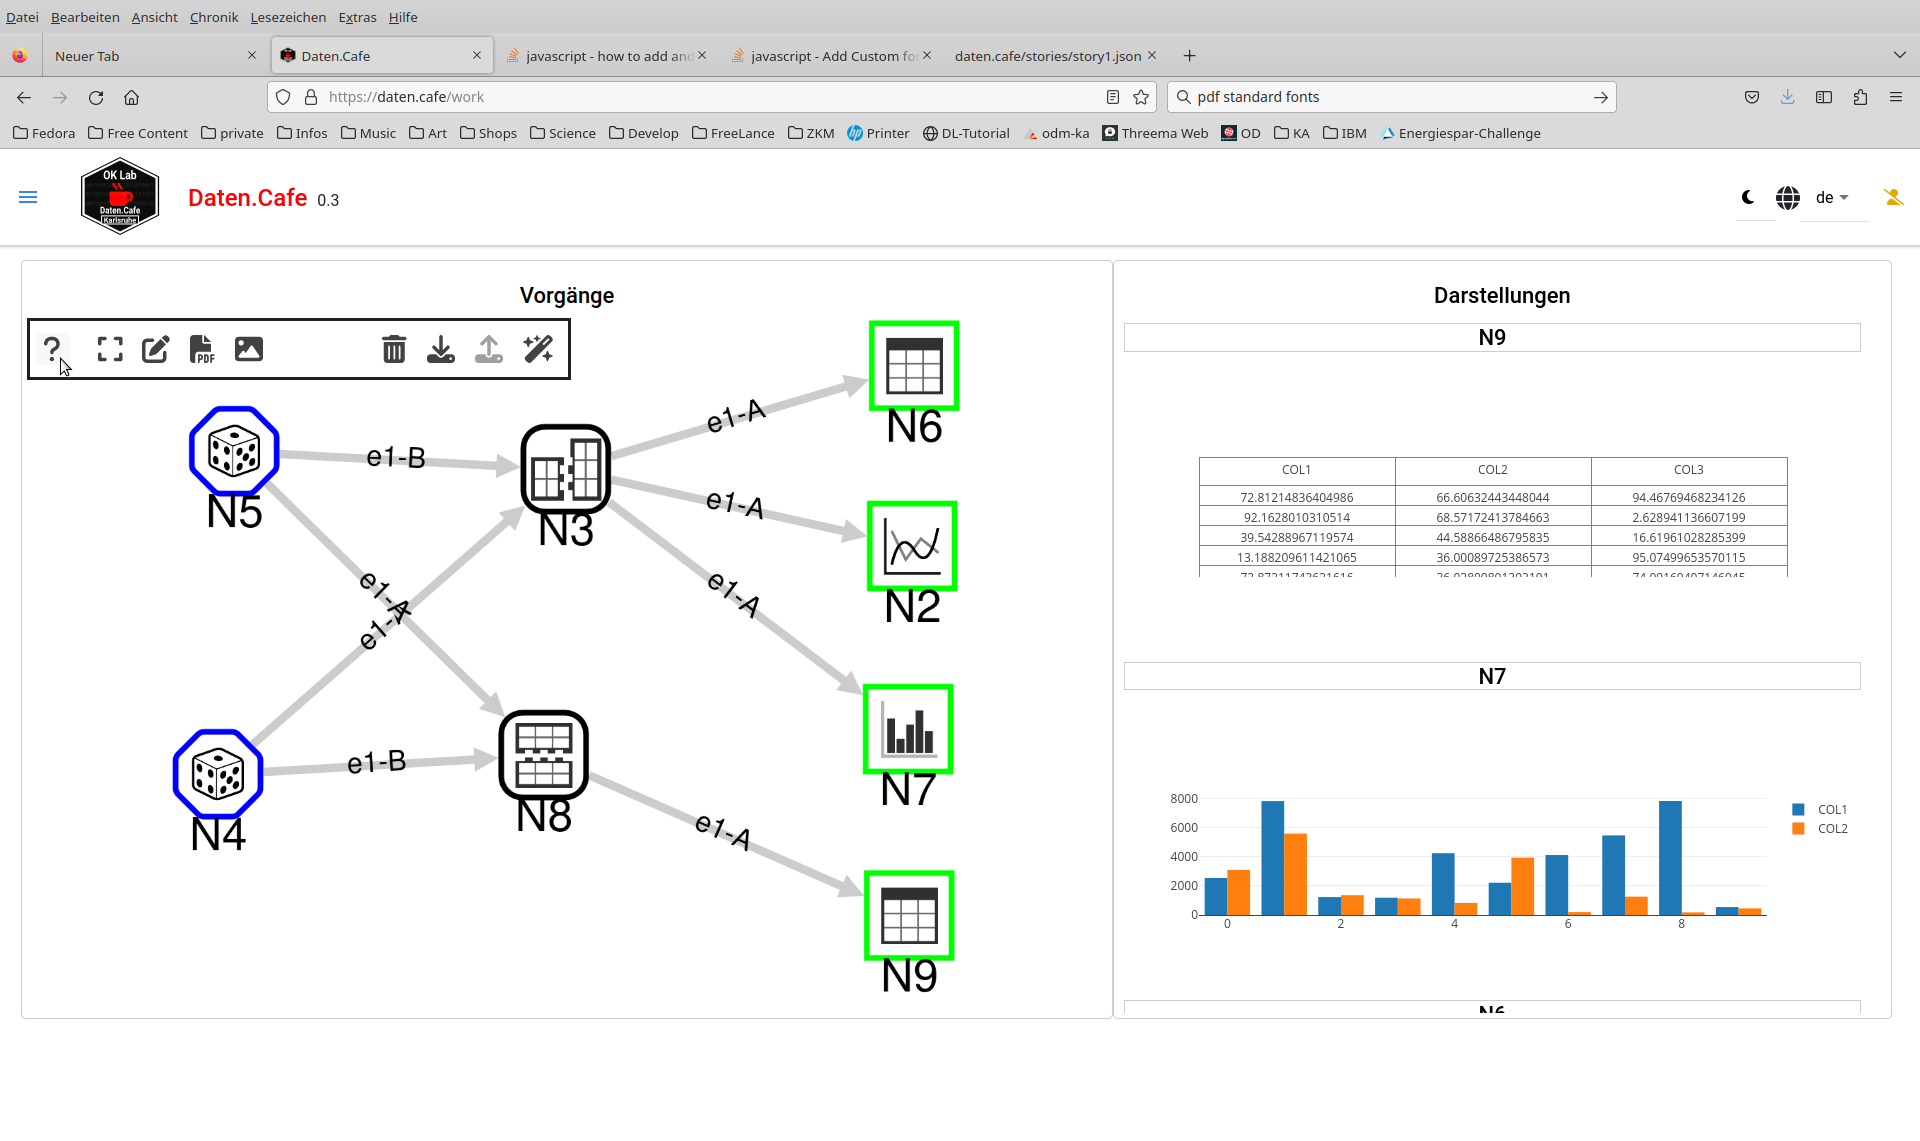 Datei Bearbeiten Ansicht Chronik Lesezeichen Extras Hilfe
Neuer Tab
Daten.Cafe
javascript - how to add and
javascript - Add Custom fo
daten.cafe/stories/story1.json
https://daten.cafe/work
pdf standard fonts
Fedora Free Content private Infos Music Art Shops Science Develop FreeLance ZKM Printer DL-Tutorial odm-ka Threema Web OD KA IBM Energiespar-Challenge
OK Lab
Daten.Cafe
Karlsruhe
Daten.Cafe 0.3
de
Vorgänge
PDF
N5
N4
N3
N8
N6
N2
N7
N9
e1-B
e1-A
e1-A
e1-B
e1-A
e1-A
e1-A
e1-A
Darstellungen
N9
COL1 COL2 COL3
72.81214836404986 66.60632443448044 94.46769468234126
92.1628010310514 68.57172413784663 2.628941136607199
39.54288967119574 44.58866486795835 16.61961028285399
13.188209611421065 36.00089725386573 95.07499653570115
N7
8000
6000
4000
2000
0
0 2 4 6 8
COL1
COL2
N6